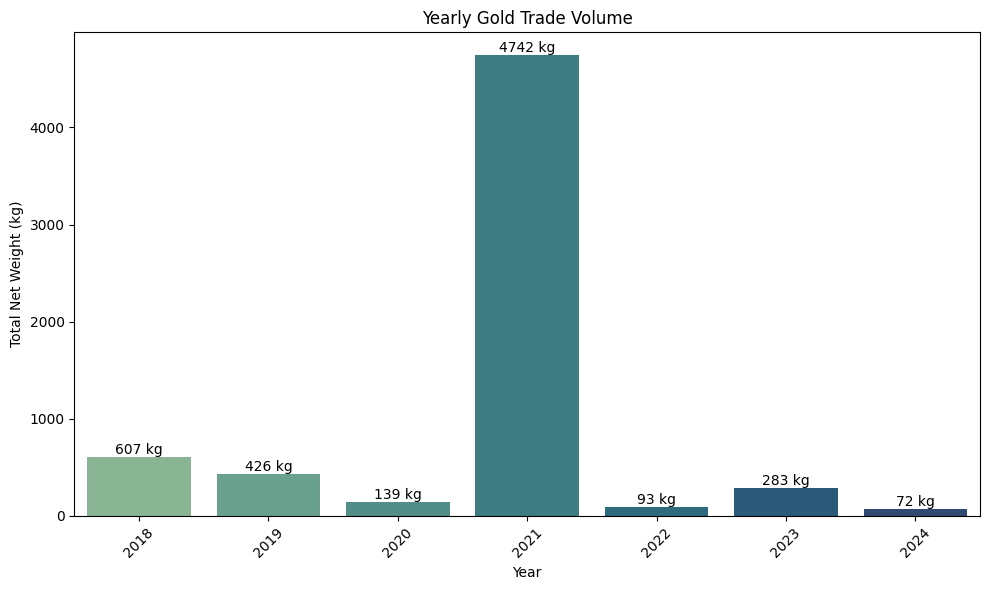 Yearly Gold Trade Volume
4742 kg
4000
3000
2000
1000
0
Total Net Weight (kg)
607 kg
426 kg
139 kg
93 kg
283 kg
72 kg
2018
2019
2020
2021
2022
2023
2024
Year